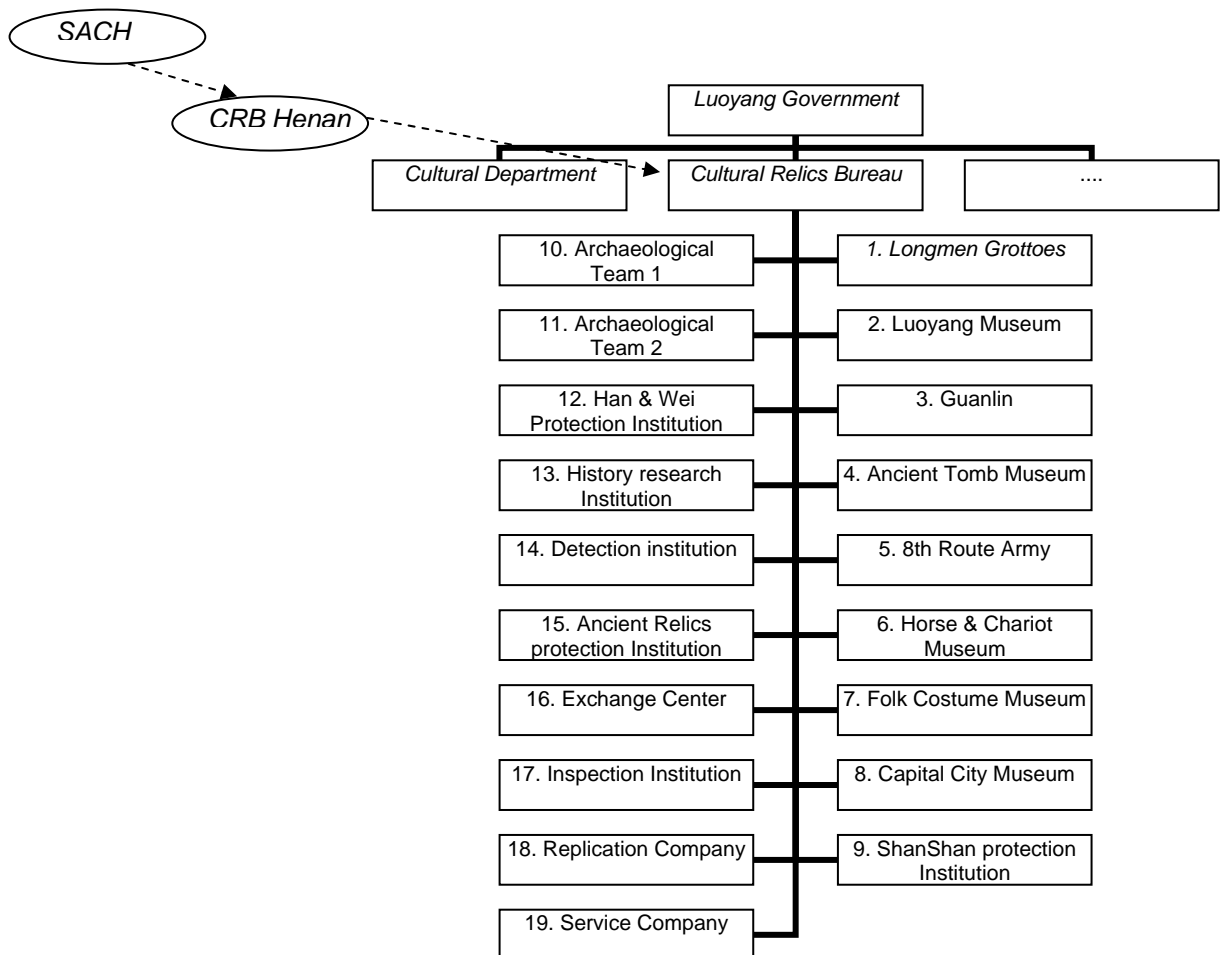 SACH
CRB Henan
Luoyang Government
Cultural Department
Cultural Relics Bureau
....
10. Archaeological
Team 1
1. Longmen Grottoes
11. Archaeological
Team 2
2. Luoyang Museum
12. Han & Wei
Protection Institution
3. Guanlin
13. History research
Institution
4. Ancient Tomb Museum
14. Detection institution
5. 8th Route Army
15. Ancient Relics
protection Institution
6. Horse & Chariot
Museum
16. Exchange Center
7. Folk Costume Museum
17. Inspection Institution
8. Capital City Museum
18. Replication Company
9. ShanShan protection
Institution
19. Service Company